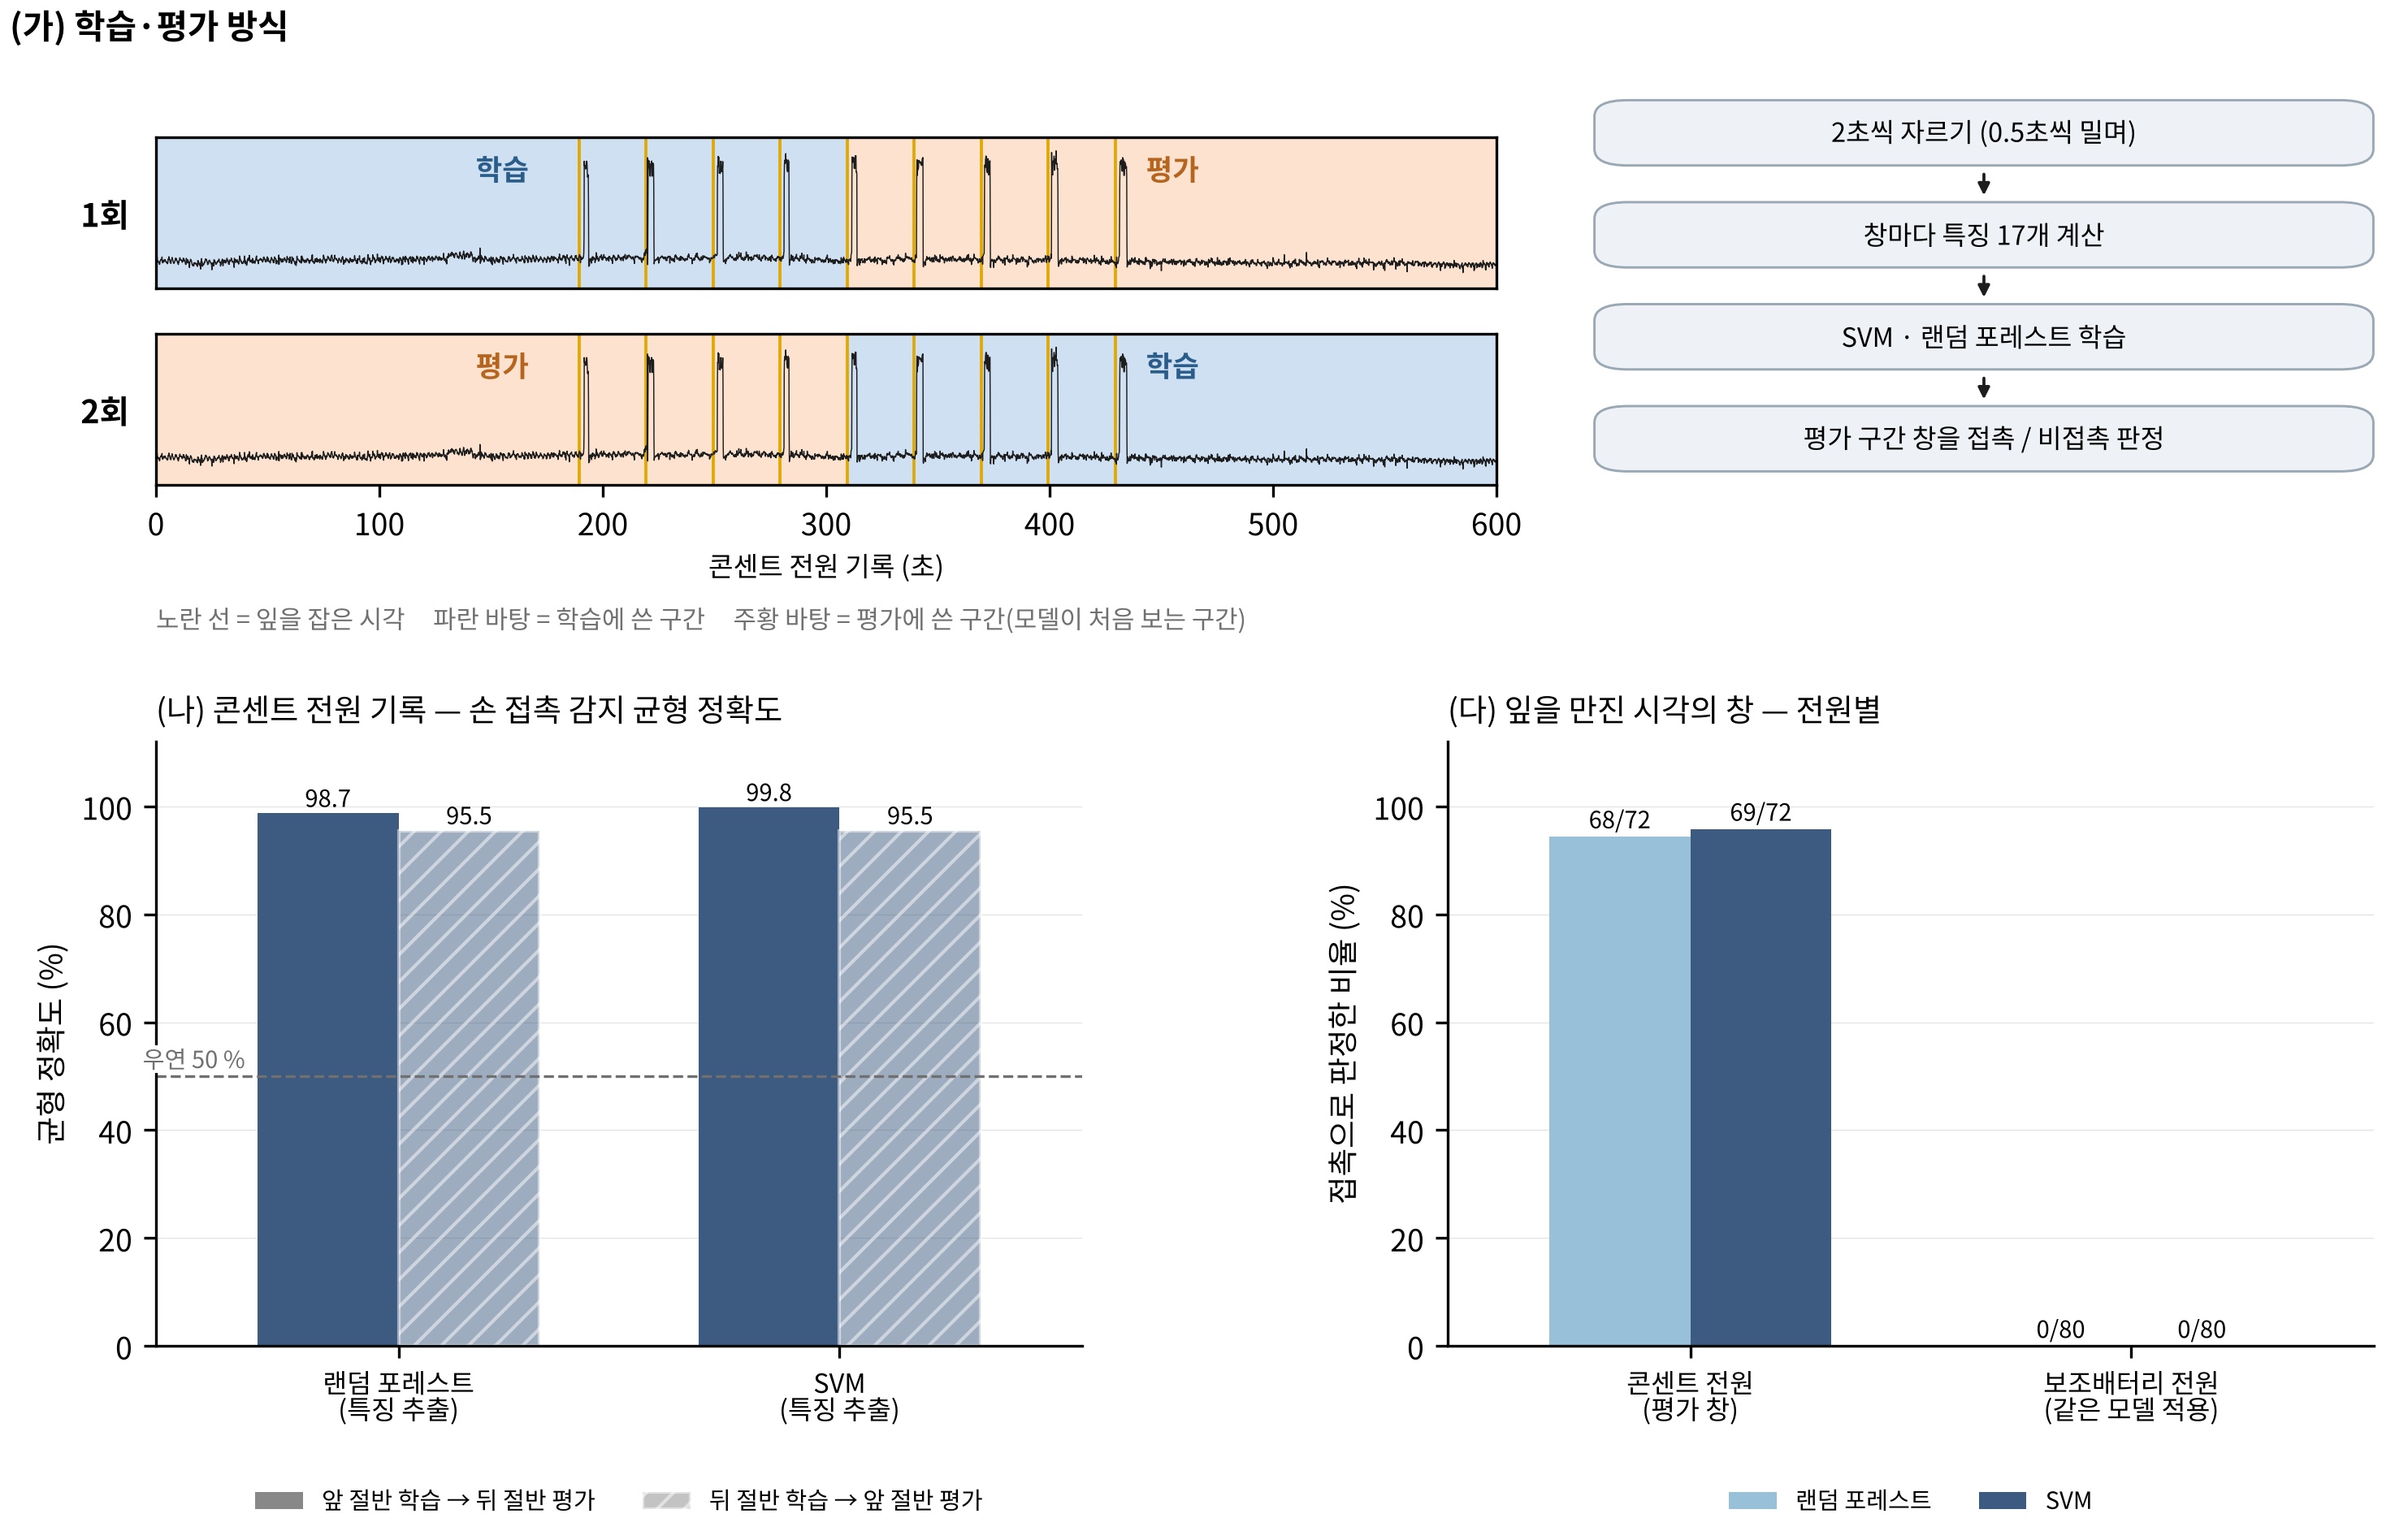 (가) 학습·평가 방식
1회
학습
평가
2회
평가
학습
0 100 200 300 400 500 600
콘센트 전원 기록 (초)
노란 선 = 잎을 잡은 시각 파란 바탕 = 학습에 쓴 구간 주황 바탕 = 평가에 쓴 구간(모델이 처음 보는 구간)
2초씩 자르기 (0.5초씩 밀며)
창마다 특징 17개 계산
SVM · 랜덤 포레스트 학습
평가 구간 창을 접촉 / 비접촉 판정
(나) 콘센트 전원 기록 — 손 접촉 감지 균형 정확도
균형 정확도 (%)
100
80
60
40
20
0
우연 50 %
98.7
95.5
99.8
95.5
랜덤 포레스트
(특징 추출)
SVM
(특징 추출)
앞 절반 학습 → 뒤 절반 평가
뒤 절반 학습 → 앞 절반 평가
(다) 잎을 만진 시각의 창 — 전원별
접촉으로 판정한 비율 (%)
100
80
60
40
20
0
68/72
69/72
0/80
0/80
콘센트 전원
(평가 창)
보조배터리 전원
(같은 모델 적용)
랜덤 포레스트
SVM